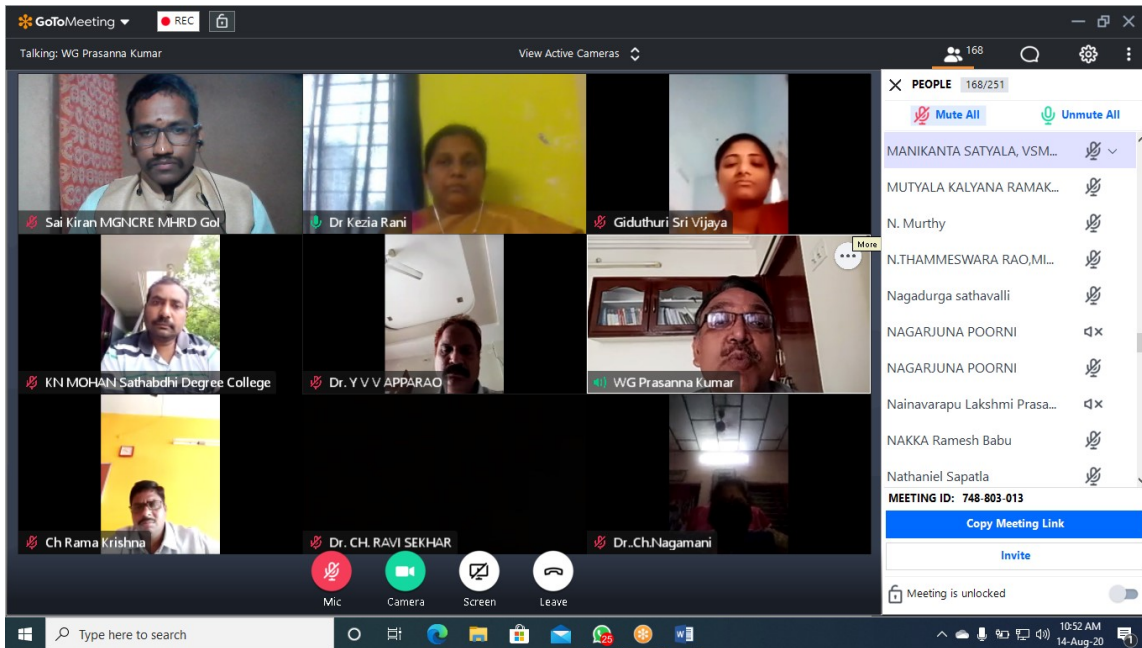 GoToMeeting
REC
Talking: WG Prasanna Kumar
View Active Cameras
168
PEOPLE 168/251
Mute All
Unmute All
Sai Kiran MGNCRE MHRD GoI
Dr Kezia Rani
Giduthuri Sri Vijaya
More
KN MOHAN Sathabdhi Degree College
Dr. Y V V APPARAO
WG Prasanna Kumar
Ch Rama Krishna
Dr. CH. RAVI SEKHAR
Dr..Ch.Nagamani
MANIKANTA SATYALA, VSM...
MUTYALA KALYANA RAMAK...
N. Murthy
N.THAMMESWARA RAO,MI...
Nagadurga sathavalli
NAGARJUNA POORNI
NAGARJUNA POORNI
Nainavarapu Lakshmi Prasa...
NAKKA Ramesh Babu
Nathaniel Sapatla
MEETING ID: 748-803-013
Copy Meeting Link
Invite
Meeting is unlocked
Mic
Camera
Screen
Leave
Type here to search
25
W
10:52 AM
14-Aug-20
1